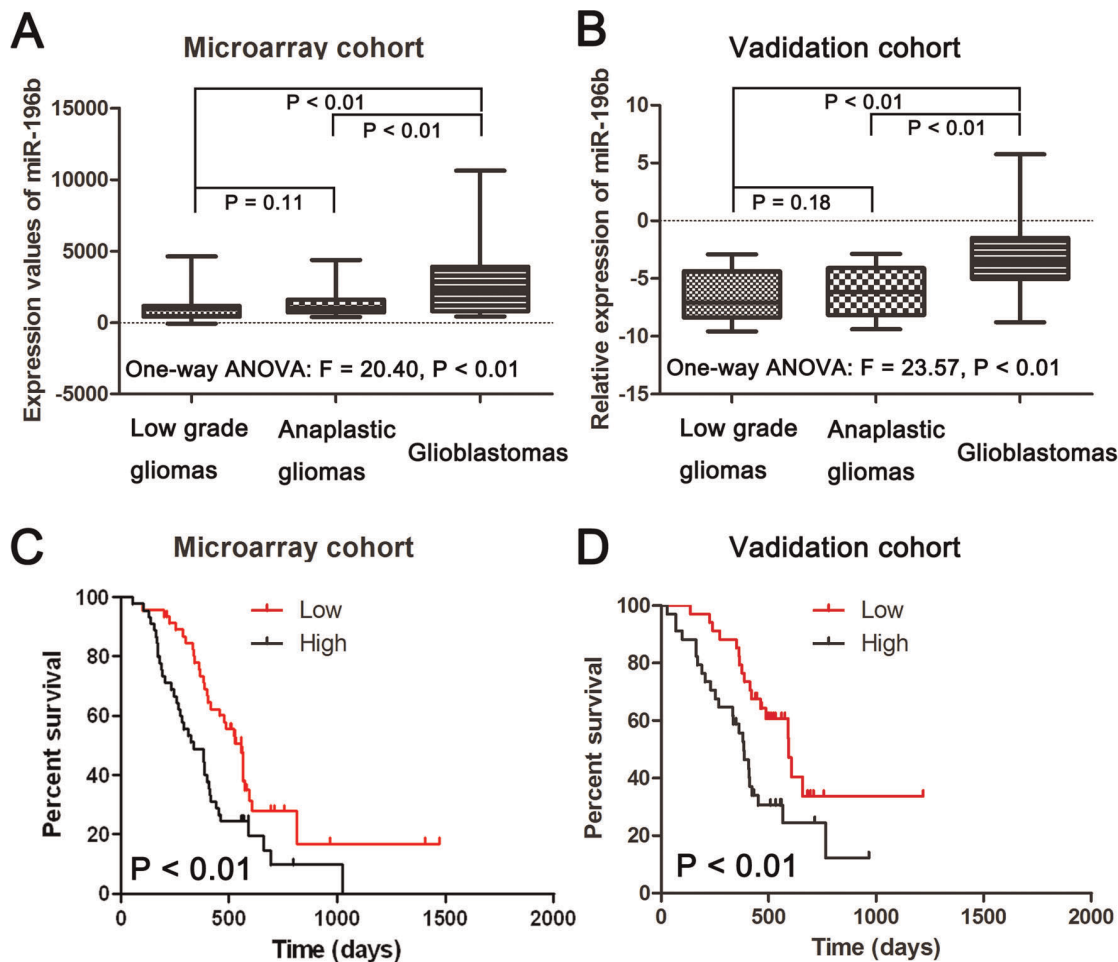 A
Microarray cohort
Expression values of miR-196b
15000
10000
5000
0
-5000
P < 0.01
P < 0.01
P = 0.11
One-way ANOVA: F = 20.40, P < 0.01
Low grade
gliomas
Anaplastic
gliomas
Glioblastomas
B
Vadidation cohort
Relative expression of miR-196b
10
5
0
-5
-10
-15
P < 0.01
P < 0.01
P = 0.18
One-way ANOVA: F = 23.57, P < 0.01
Low grade
gliomas
Anaplastic
gliomas
Glioblastomas
C
Microarray cohort
Percent survival
100
80
60
40
20
0
Low
High
P < 0.01
0
500
1000
1500
2000
Time (days)
D
Vadidation cohort
Percent survival
100
80
60
40
20
0
Low
High
P < 0.01
0
500
1000
1500
2000
Time (days)